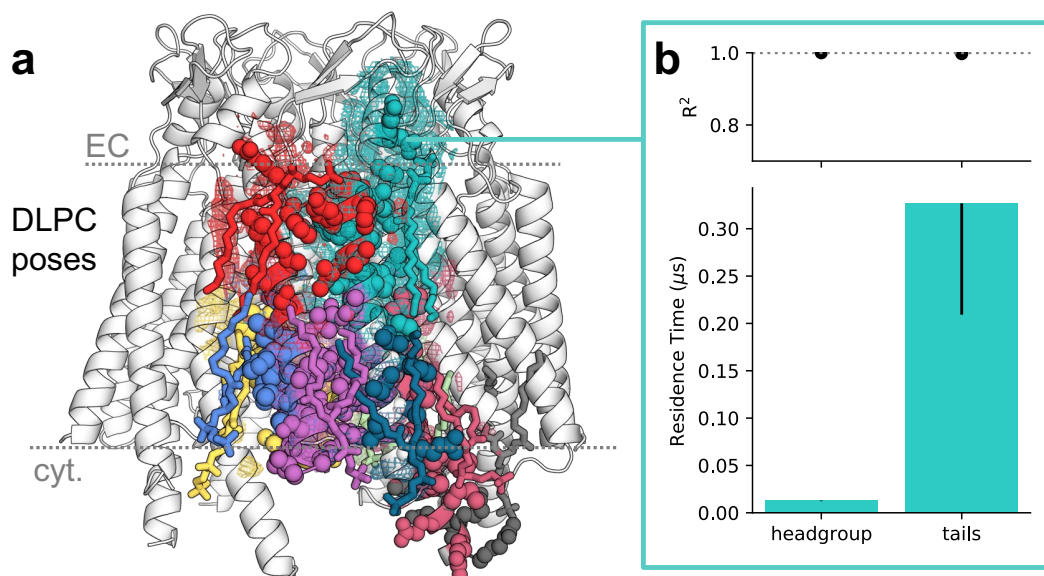 a
EC
DLPC
poses
cyt.
b
R²
1.0
0.8
Residence Time (μs)
0.30
0.25
0.20
0.15
0.10
0.05
0.00
headgroup
tails